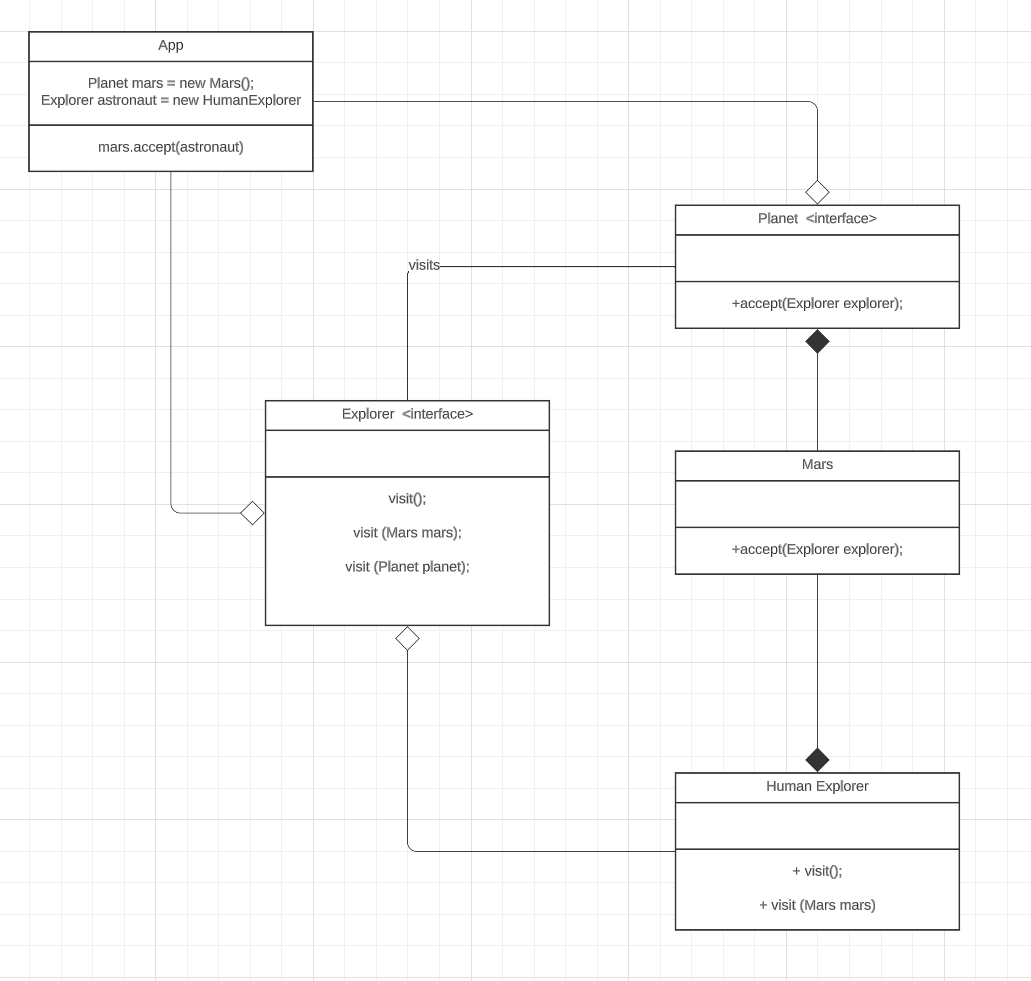 App
Planet mars = new Mars();
Explorer astronaut = new HumanExplorer
mars.accept(astronaut)
Planet  <interface>
+accept(Explorer explorer);
visits
Explorer  <interface>
visit();
visit (Mars mars);
visit (Planet planet);
Mars
+accept(Explorer explorer);
Human Explorer
+ visit();
+ visit (Mars mars)